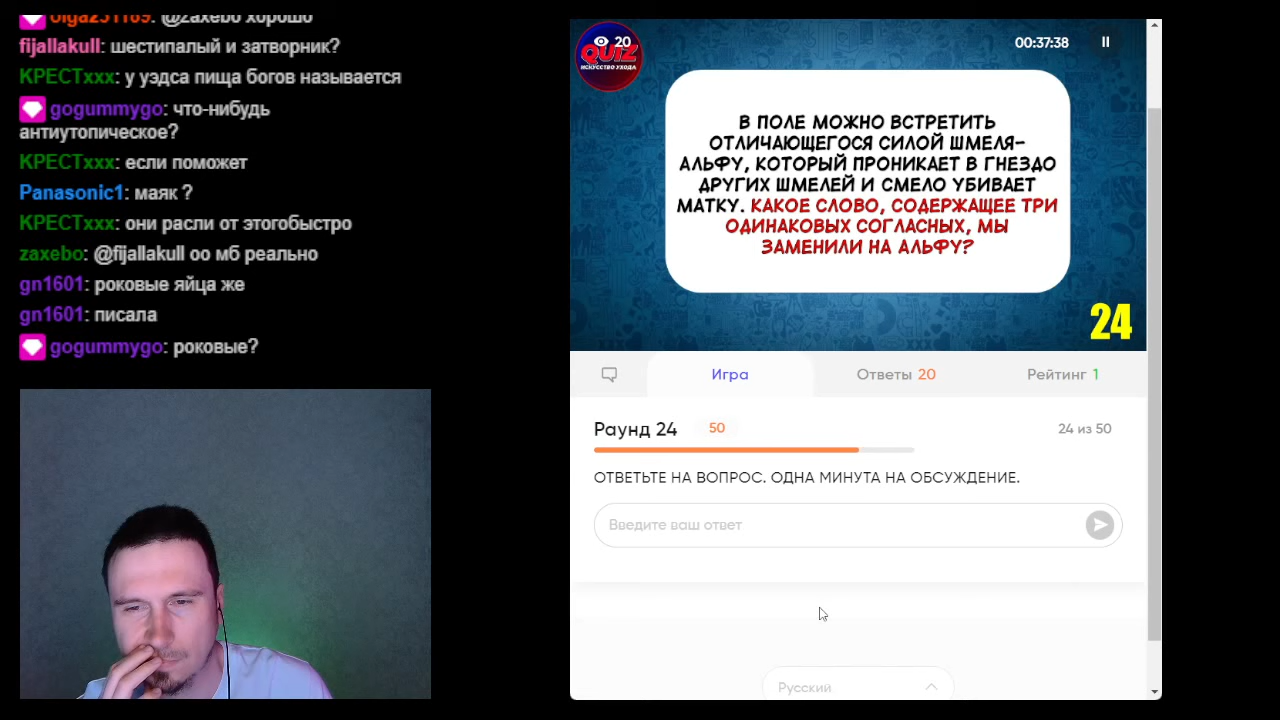 olga251189: @zaxebo хорошо
fijallakull: шестипалый и затворник?
КРЕСТxxx: у уэдса пища богов называется
gogummygo: что-нибудь
антиутопическое?
КРЕСТxxx: если поможет
Panasonic1: маяк ?
КРЕСТxxx: они распи от этогобыстро
zaxebo: @fijallakull оо мб реально
gn1601: роковые яйца же
gn1601: писала
gogummygo: роковые?
20
QUIZ
ИСКУССТВО УХОДА
00:37:38
В ПОЛЕ МОЖНО ВСТРЕТИТЬ
ОТЛИЧАЮЩЕГОСЯ СИЛОЙ ШМЕЛЯ-
АЛЬФУ, КОТОРЫЙ ПРОНИКАЕТ В ГНЕЗДО
ДРУГИХ ШМЕЛЕЙ И СМЕЛО УБИВАЕТ
МАТКУ. КАКОЕ СЛОВО, СОДЕРЖАЩЕЕ ТРИ
ОДИНАКОВЫХ СОГЛАСНЫХ, МЫ
ЗАМЕНИЛИ НА АЛЬФУ?
24
Игра
Ответы 20
Рейтинг 1
Раунд 24
50
24 из 50
ОТВЕТЬТЕ НА ВОПРОС. ОДНА МИНУТА НА ОБСУЖДЕНИЕ.
Введите ваш ответ
Русский